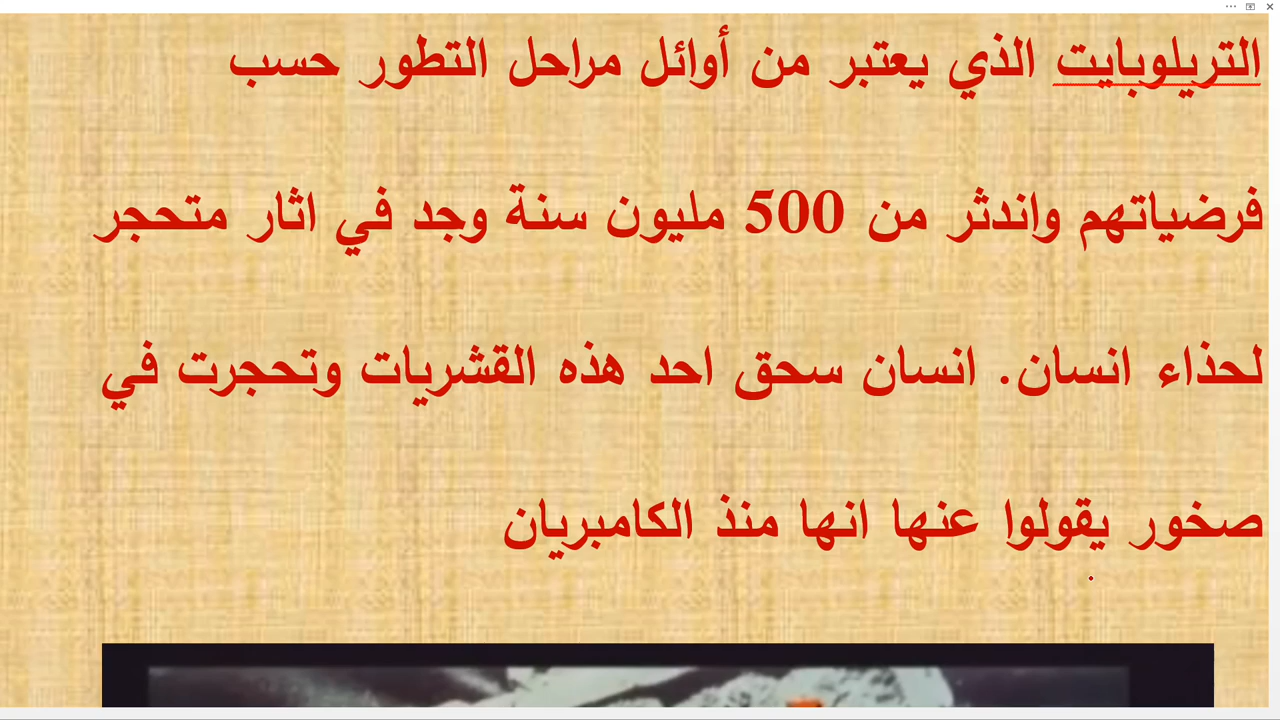 التريلوبايت الذي يعتبر من أوائل مراحل التطور حسب
فرضياتهم واندثر من 500 مليون سنة وجد في اثار متحجر
لحذاء انسان. انسان سحق احد هذه القشريات وتحجرت في
صخور يقولوا عنها انها منذ الكامبريان